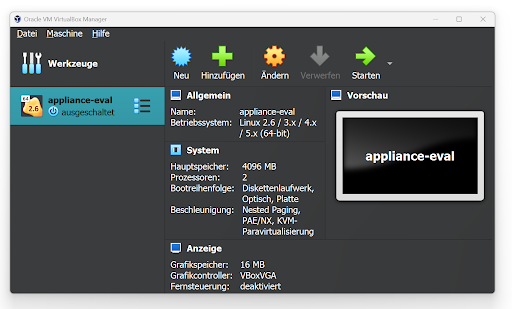 Oracle VM VirtualBox Manager
Datei Maschine Hilfe
Werkzeuge
Neu Hinzufügen Ändern Verwerfen Starten
64
2.6
appliance-eval
ausgeschaltet
Allgemein
Name: appliance-eval
Betriebssystem: Linux 2.6 / 3.x / 4.x
/ 5.x (64-bit)
System
Hauptspeicher: 4096 MB
Prozessoren: 2
Bootreihenfolge: Diskettenlaufwerk,
Optisch, Platte
Beschleunigung: Nested Paging,
PAE/NX, KVM-
Paravirtualisierung
Anzeige
Grafikspeicher: 16 MB
Grafikcontroller: VBoxVGA
Fernsteuerung: deaktiviert
Vorschau
appliance-eval